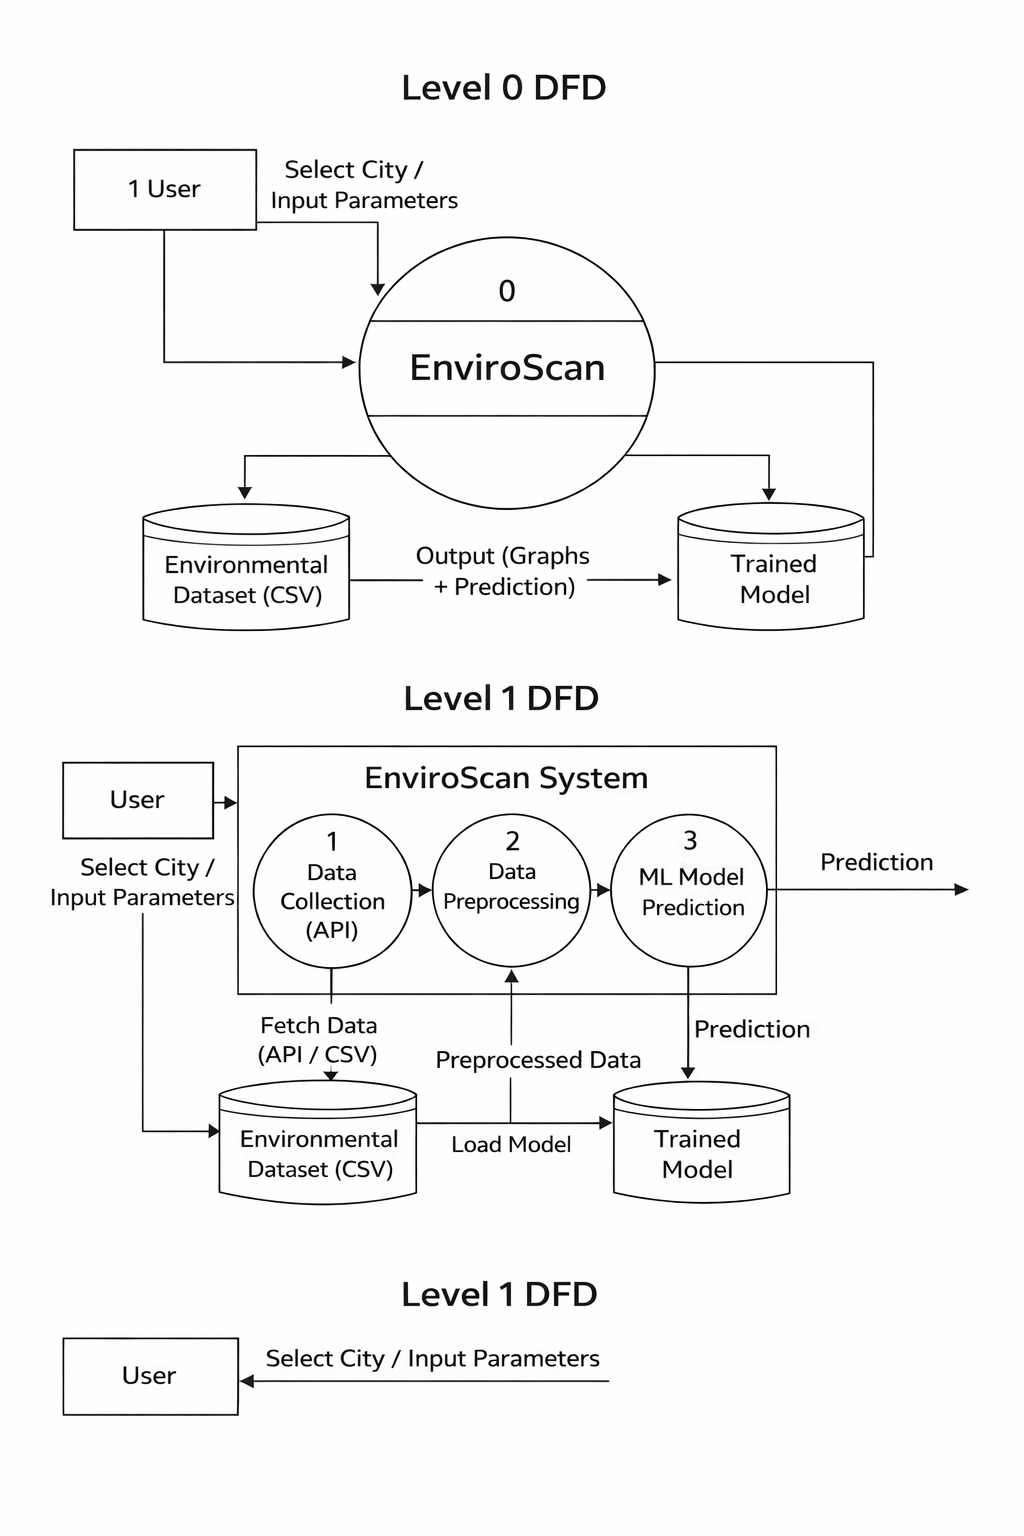 Level 0 DFD
1 User
Select City /
Input Parameters
0
EnviroScan
Environmental
Dataset (CSV)
Output (Graphs
+ Prediction)
Trained
Model
Level 1 DFD
User
Select City /
Input Parameters
EnviroScan System
1
Data
Collection
(API)
2
Data
Preprocessing
3
ML Model
Prediction
Prediction
Fetch Data
(API / CSV)
Preprocessed Data
Prediction
Environmental
Dataset (CSV)
Load Model
Trained
Model
Level 1 DFD
User
Select City / Input Parameters